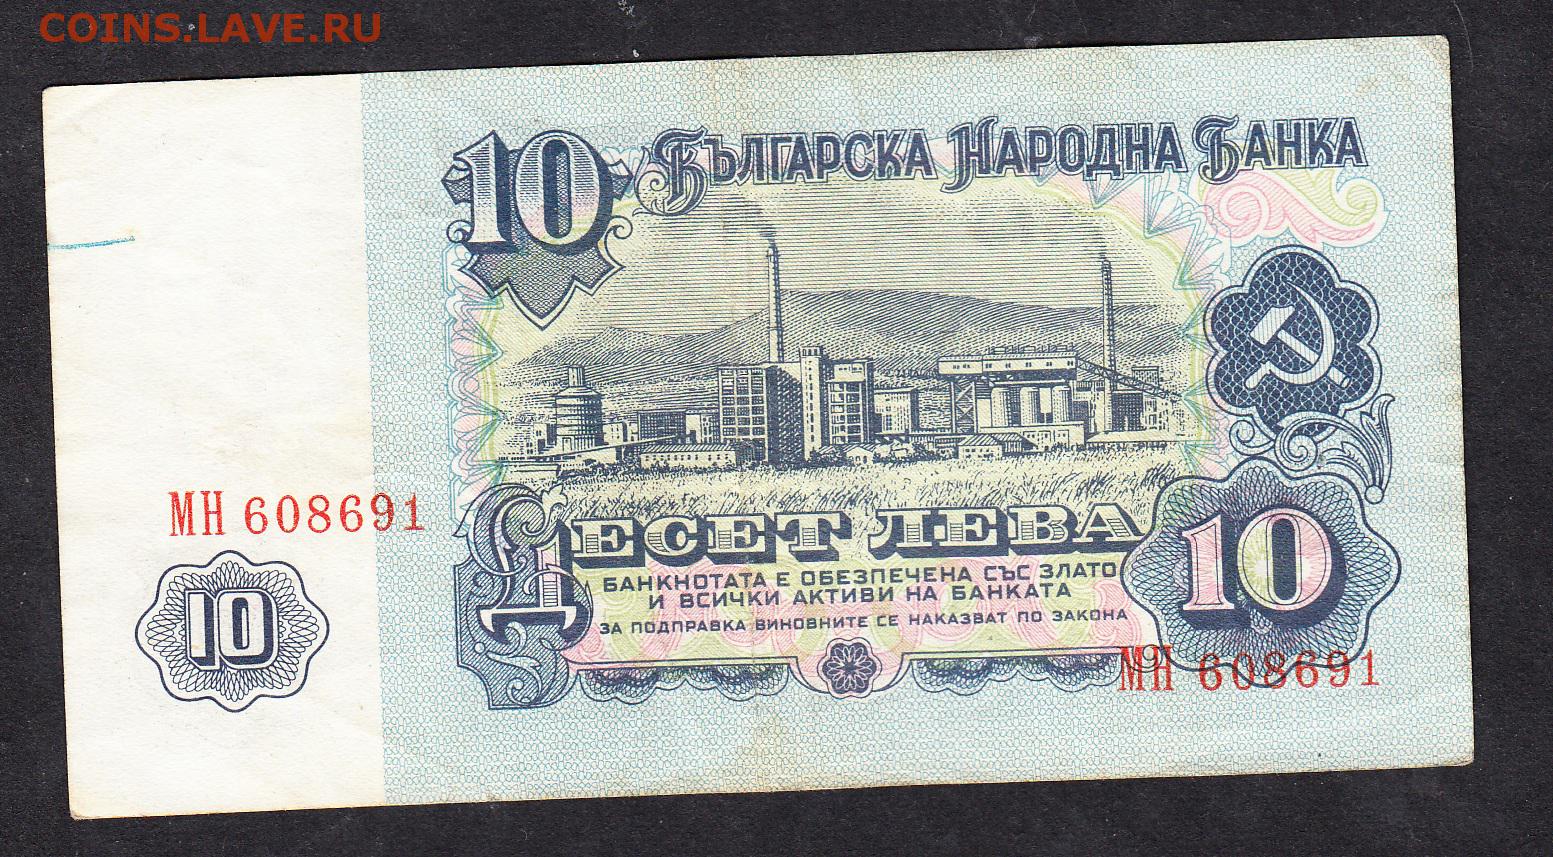 COINS.LAVE.RU
10 БЪЛГАРСКА НАРОДНА БАНКА
МН 608691
10
ДЕСЕТ ЛЕВА
10
БАНКНОТАТА Е ОБЕЗПЕЧЕНА СЪС ЗЛАТО
И ВСИЧКИ АКТИВИ НА БАНКАТА
ЗА ПОДПРАВКА ВИНОВНИТЕ СЕ НАКАЗВАТ ПО ЗАКОНА
МН 608691